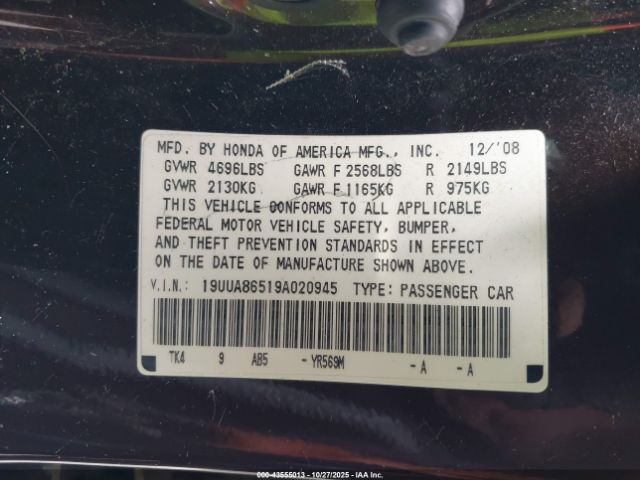 MFD. BY HONDA OF AMERICA MFG., INC. 12/'08
GVWR 4696LBS GAWR F 2568LBS R 2149LBS
GVWR 2130KG GAWR F 1165KG R 975KG
THIS VEHICLE CONFORMS TO ALL APPLICABLE
FEDERAL MOTOR VEHICLE SAFETY, BUMPER,
AND THEFT PREVENTION STANDARDS IN EFFECT
ON THE DATE OF MANUFACTURE SHOWN ABOVE.
V.I.N.: 19UUA86519A020945 TYPE: PASSENGER CAR
TK4 9 AB5 -YR569M -A -A
000-43555013 | 10/27/2025 - IAA Inc.